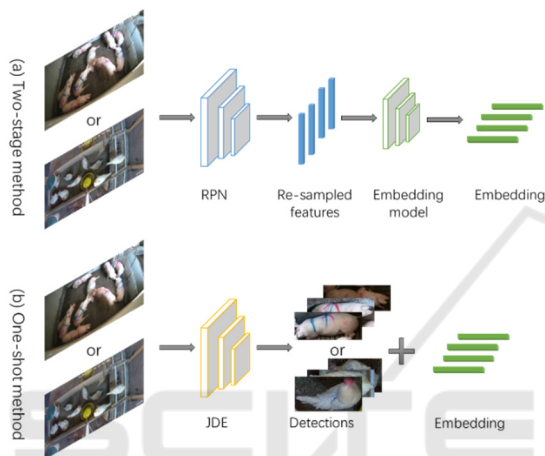 (a) Two-stage method
or
RPN
Re-sampled
features
Embedding
model
Embedding
(b) One-shot method
or
or
JDE
Detections
Embedding
SCITE